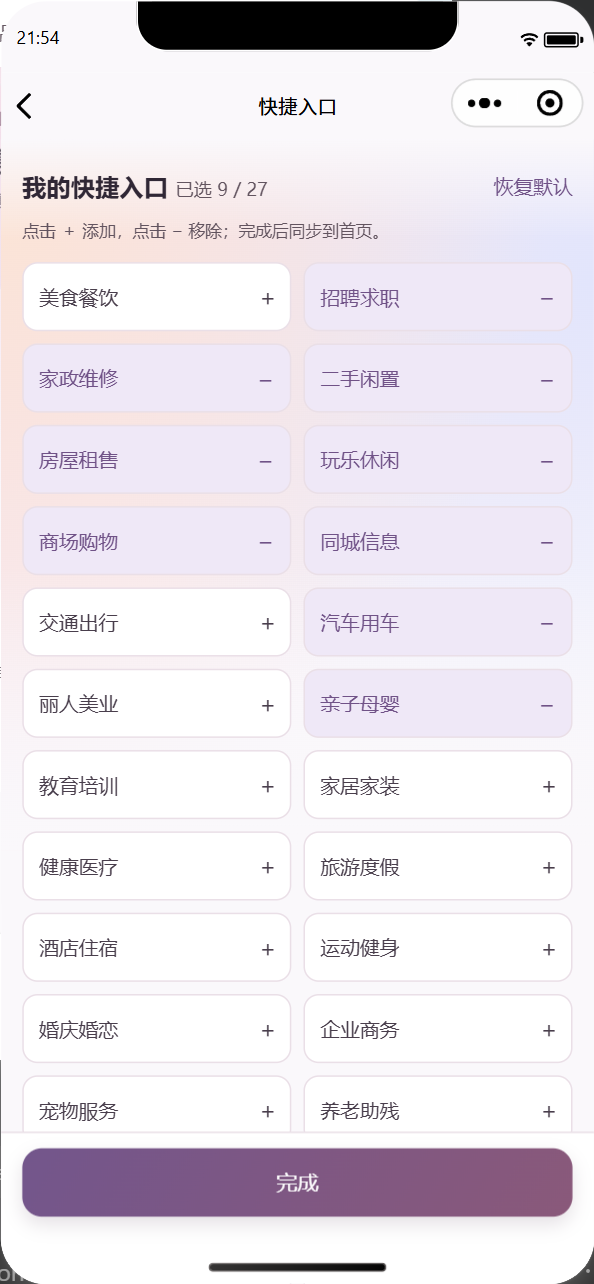 21:54
快捷入口
我的快捷入口 已选 9 / 27 恢复默认
点击 + 添加，点击 − 移除；完成后同步到首页。
美食餐饮 + 招聘求职 −
家政维修 − 二手闲置 −
房屋租售 − 玩乐休闲 −
商场购物 − 同城信息 −
交通出行 + 汽车用车 −
丽人美业 + 亲子母婴 −
教育培训 + 家居家装 +
健康医疗 + 旅游度假 +
酒店住宿 + 运动健身 +
婚庆婚恋 + 企业商务 +
宠物服务 + 养老助残 +
完成